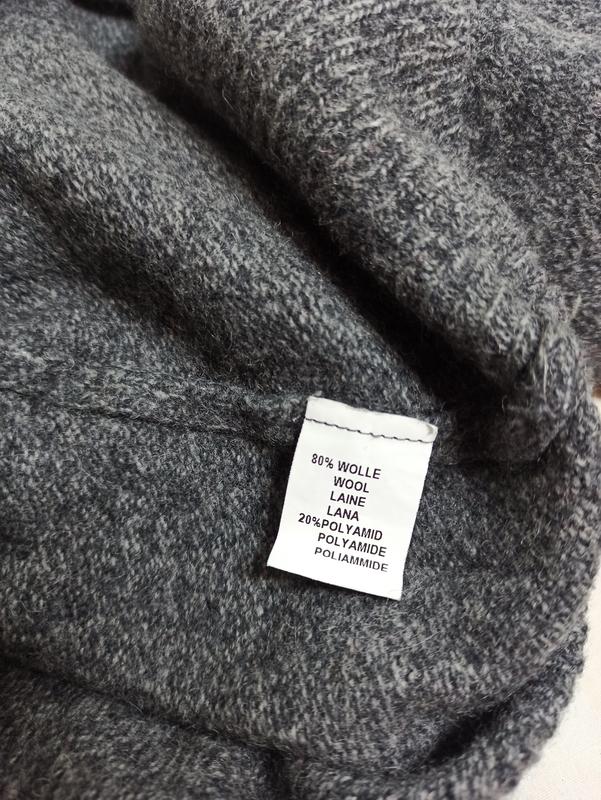 80% WOLLE
WOOL
LAINE
LANA
20%POLYAMID
POLYAMIDE
POLIAMMIDE